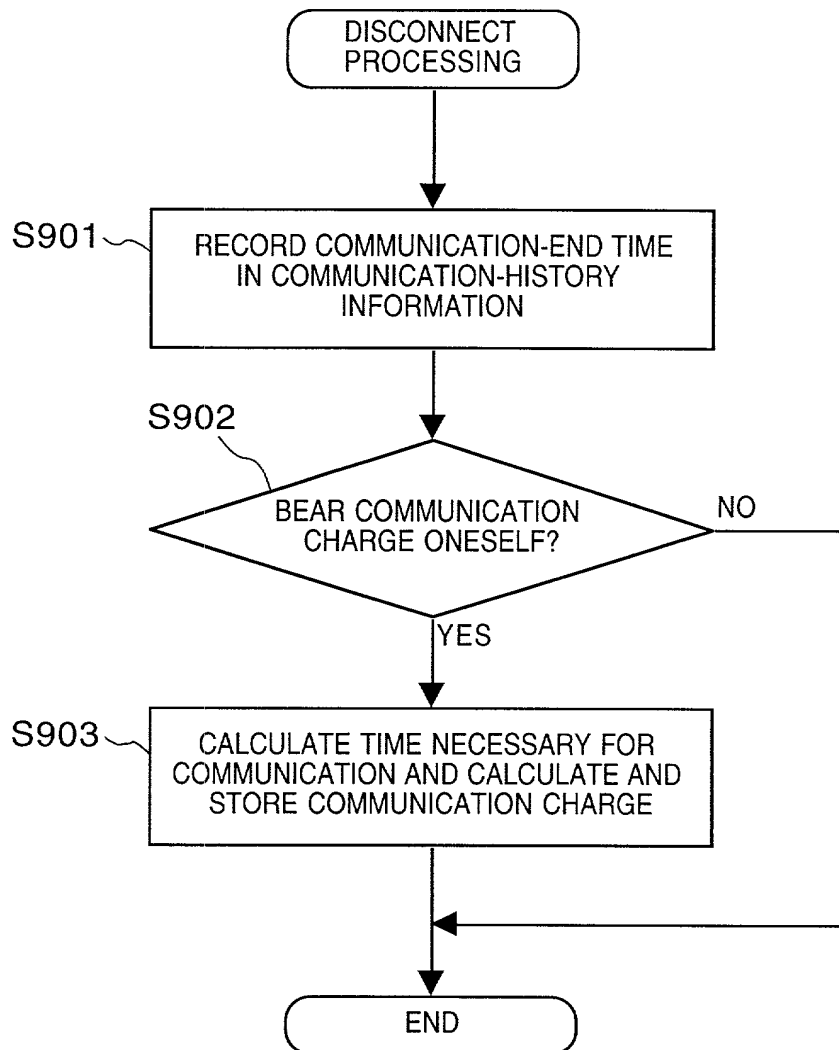 DISCONNECT
PROCESSING
S901
RECORD COMMUNICATION-END TIME
IN COMMUNICATION-HISTORY
INFORMATION
S902
BEAR COMMUNICATION
CHARGE ONESELF?
NO
YES
S903
CALCULATE TIME NECESSARY FOR
COMMUNICATION AND CALCULATE AND
STORE COMMUNICATION CHARGE
END